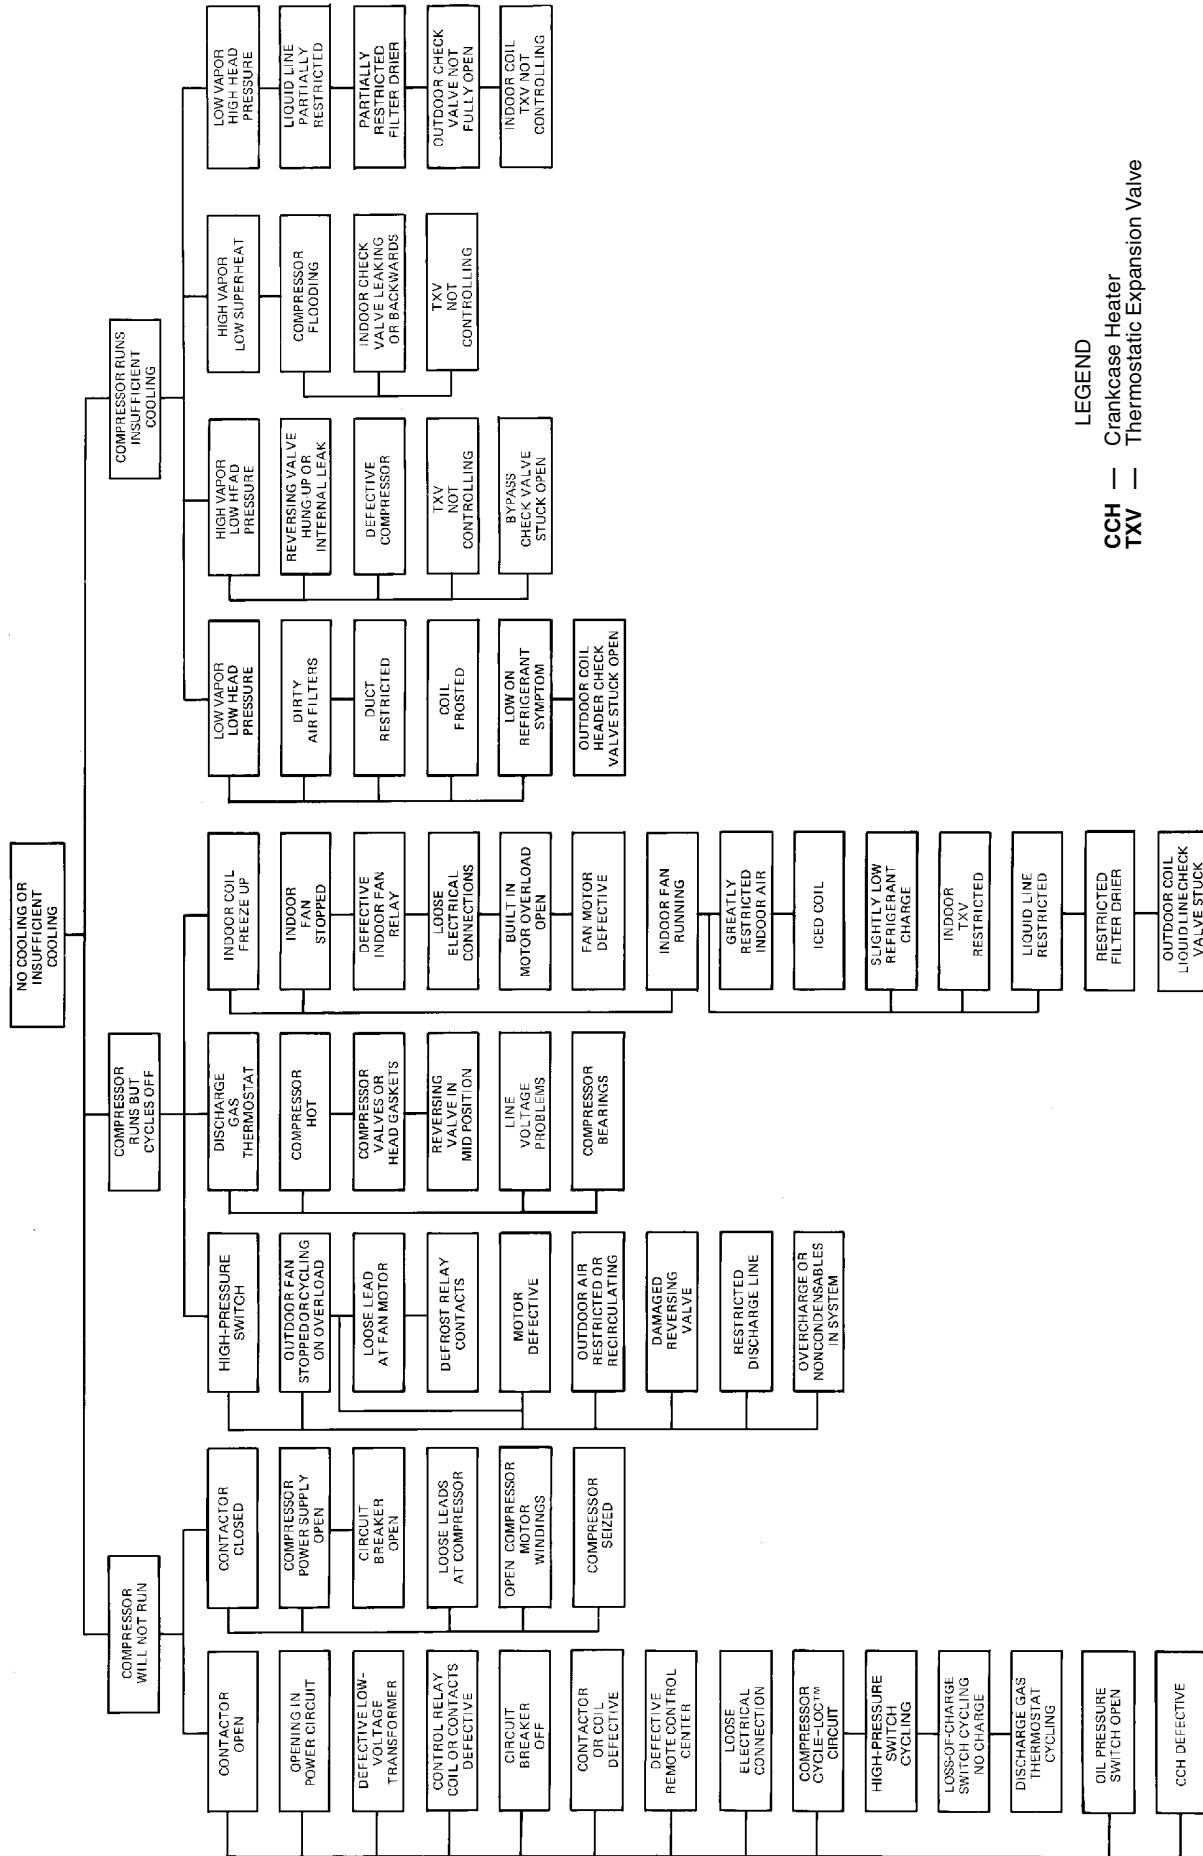 NO COOLING OR
INSUFFICIENT
COOLING
COMPRESSOR
WILL NOT RUN
CONTACTOR
OPEN
OPENING IN
POWER CIRCUIT
DEFECTIVE LOW-
VOLTAGE
TRANSFORMER
CONTROL RELAY
COIL OR CONTACTS
DEFECTIVE
CIRCUIT
BREAKER
OFF
CONTACTOR
OR COIL
DEFECTIVE
DEFECTIVE
REMOTE CONTROL
CENTER
LOOSE
ELECTRICAL
CONNECTION
COMPRESSOR
CYCLE-LOC™
CIRCUIT
HIGH-PRESSURE
SWITCH
CYCLING
LOSS-OF-CHARGE
SWITCH CYCLING
NO CHARGE
DISCHARGE GAS
THERMOSTAT
CYCLING
OIL PRESSURE
SWITCH OPEN
CCH DEFECTIVE
CONTACTOR
CLOSED
COMPRESSOR
POWER SUPPLY
OPEN
CIRCUIT
BREAKER
OPEN
LOOSE LEADS
AT COMPRESSOR
OPEN COMPRESSOR
MOTOR
WINDINGS
COMPRESSOR
SEIZED
COMPRESSOR
RUNS BUT
CYCLES OFF
HIGH-PRESSURE
SWITCH
OUTDOOR FAN
STOPPED OR CYCLING
ON OVERLOAD
LOOSE LEAD
AT FAN MOTOR
DEFROST RELAY
CONTACTS
MOTOR
DEFECTIVE
OUTDOOR AIR
RESTRICTED OR
RECIRCULATING
DAMAGED
REVERSING
VALVE
RESTRICTED
DISCHARGE LINE
OVERCHARGE OR
NONCONDENSABLES
IN SYSTEM
DISCHARGE
GAS
THERMOSTAT
COMPRESSOR
HOT
COMPRESSOR
VALVES OR
HEAD GASKETS
REVERSING
VALVE IN
MID POSITION
LINE
VOLTAGE
PROBLEMS
COMPRESSOR
BEARINGS
INDOOR COIL
FREEZE UP
INDOOR
FAN
STOPPED
DEFECTIVE
INDOOR FAN
RELAY
LOOSE
ELECTRICAL
CONNECTIONS
BUILT IN
MOTOR OVERLOAD
OPEN
FAN MOTOR
DEFECTIVE
INDOOR FAN
RUNNING
GREATLY
RESTRICTED
INDOOR AIR
ICED COIL
SLIGHTLY LOW
REFRIGERANT
CHARGE
INDOOR
TXV
RESTRICTED
LIQUID LINE
RESTRICTED
RESTRICTED
FILTER DRIER
OUTDOOR COIL
LIQUID LINE CHECK
VALVE STUCK
COMPRESSOR RUNS
INSUFFICIENT
COOLING
LOW VAPOR
LOW HEAD
PRESSURE
DIRTY
AIR FILTERS
DUCT
RESTRICTED
COIL
FROSTED
LOW ON
REFRIGERANT
SYMPTOM
OUTDOOR COIL
HEADER CHECK
VALVE STUCK OPEN
HIGH VAPOR
LOW HEAD
PRESSURE
REVERSING VALVE
HUNG-UP OR
INTERNAL LEAK
DEFECTIVE
COMPRESSOR
TXV
NOT
CONTROLLING
BYPASS
CHECK VALVE
STUCK OPEN
HIGH VAPOR
LOW SUPERHEAT
COMPRESSOR
FLOODING
INDOOR CHECK
VALVE LEAKING
OR BACKWARDS
TXV
NOT
CONTROLLING
LOW VAPOR
HIGH HEAD
PRESSURE
LIQUID LINE
PARTIALLY
RESTRICTED
PARTIALLY
RESTRICTED
FILTER DRIER
OUTDOOR CHECK
VALVE NOT
FULLY OPEN
INDOOR COIL
TXV NOT
CONTROLLING
LEGEND
CCH — Crankcase Heater
TXV — Thermostatic Expansion Valve